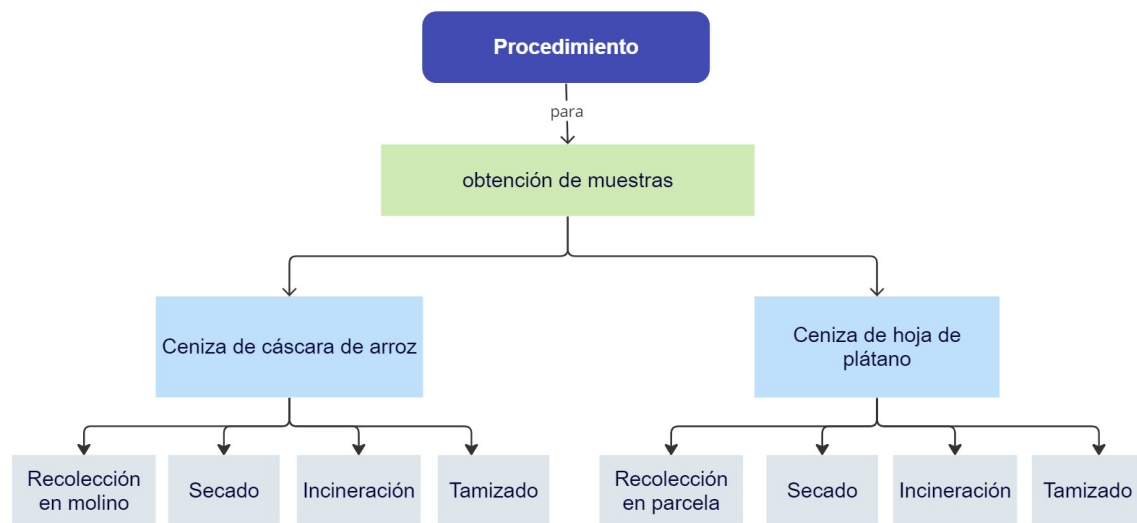 Procedimiento
para
obtención de muestras
Ceniza de cáscara de arroz
Ceniza de hoja de
plátano
Recolección
en molino
Secado
Incineración
Tamizado
Recolección
en parcela
Secado
Incineración
Tamizado